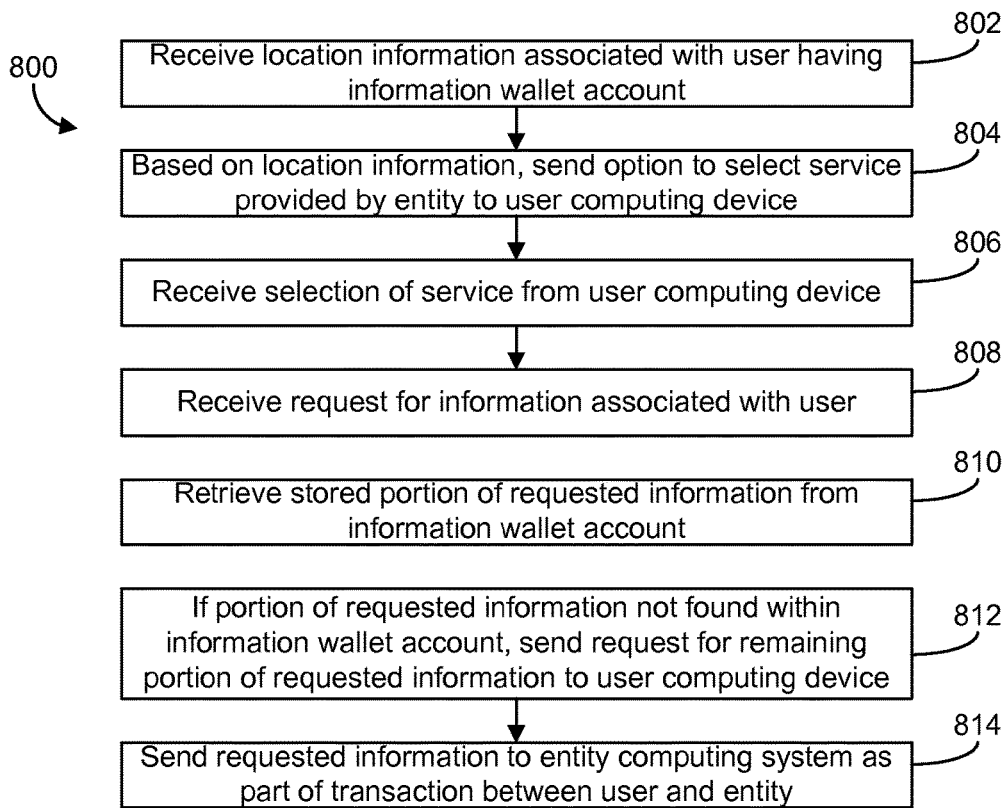 802
Receive location information associated with user having
information wallet account
800
804
Based on location information, send option to select service
provided by entity to user computing device
806
Receive selection of service from user computing device
808
Receive request for information associated with user
810
Retrieve stored portion of requested information from
information wallet account
If portion of requested information not found within
information wallet account, send request for remaining
portion of requested information to user computing device
812
814
Send requested information to entity computing system as
part of transaction between user and entity